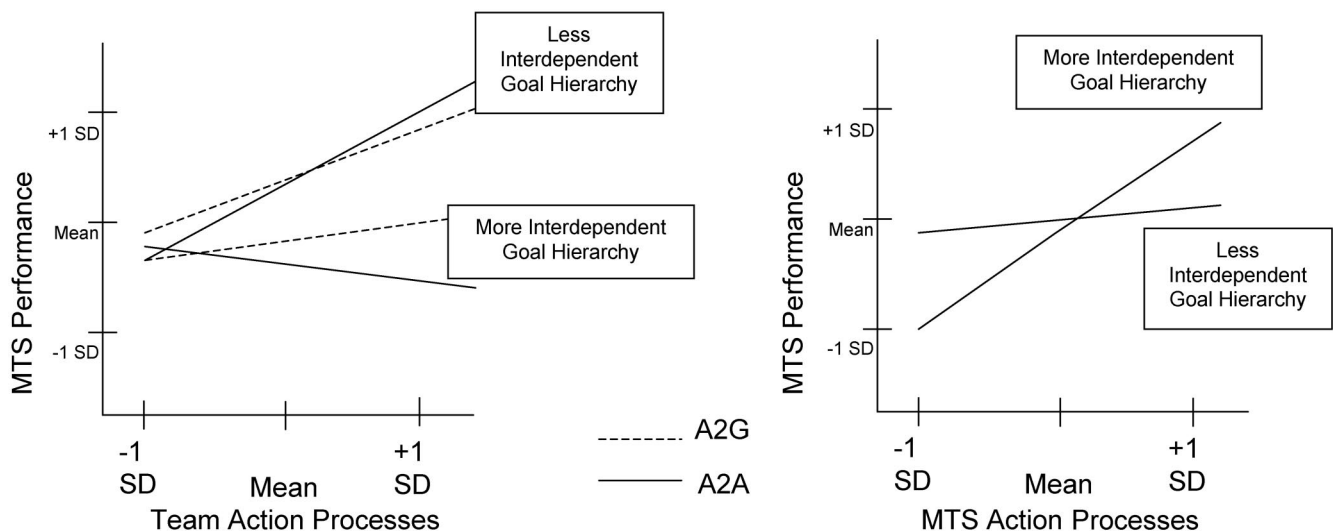 Less
Interdependent
Goal Hierarchy
+1 SD
Mean
-1 SD
MTS Performance
More Interdependent
Goal Hierarchy
-1
SD
Mean
+1
SD
Team Action Processes
A2G
A2A
More Interdependent
Goal Hierarchy
+1 SD
Mean
-1 SD
MTS Performance
Less
Interdependent
Goal Hierarchy
-1
SD
Mean
+1
SD
MTS Action Processes